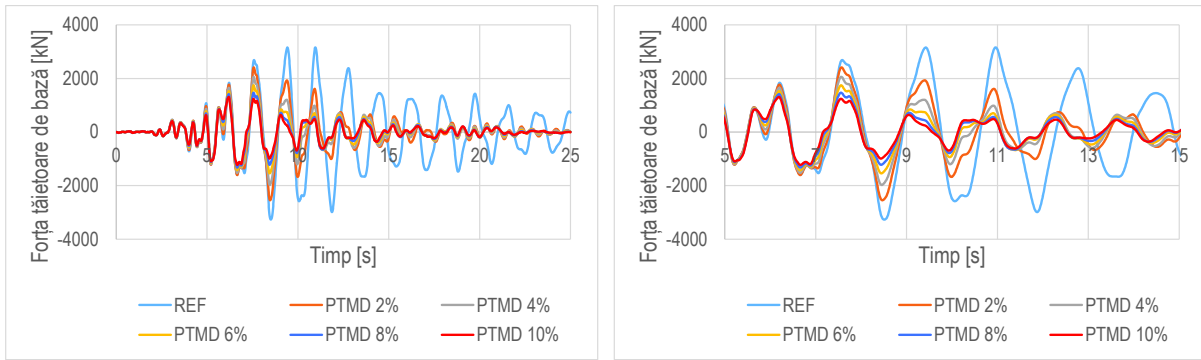 Forța tăietoare de bază [kN]
4000
2000
0
-2000
-4000
0 5 10 15 20 25
Timp [s]
REF PTMD 2% PTMD 4%
PTMD 6% PTMD 8% PTMD 10%
Forța tăietoare de bază [kN]
4000
2000
0
-2000
-4000
5 7 9 11 13 15
Timp [s]
REF PTMD 2% PTMD 4%
PTMD 6% PTMD 8% PTMD 10%